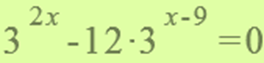 3^{2x} - 12·3^{x-9} = 0